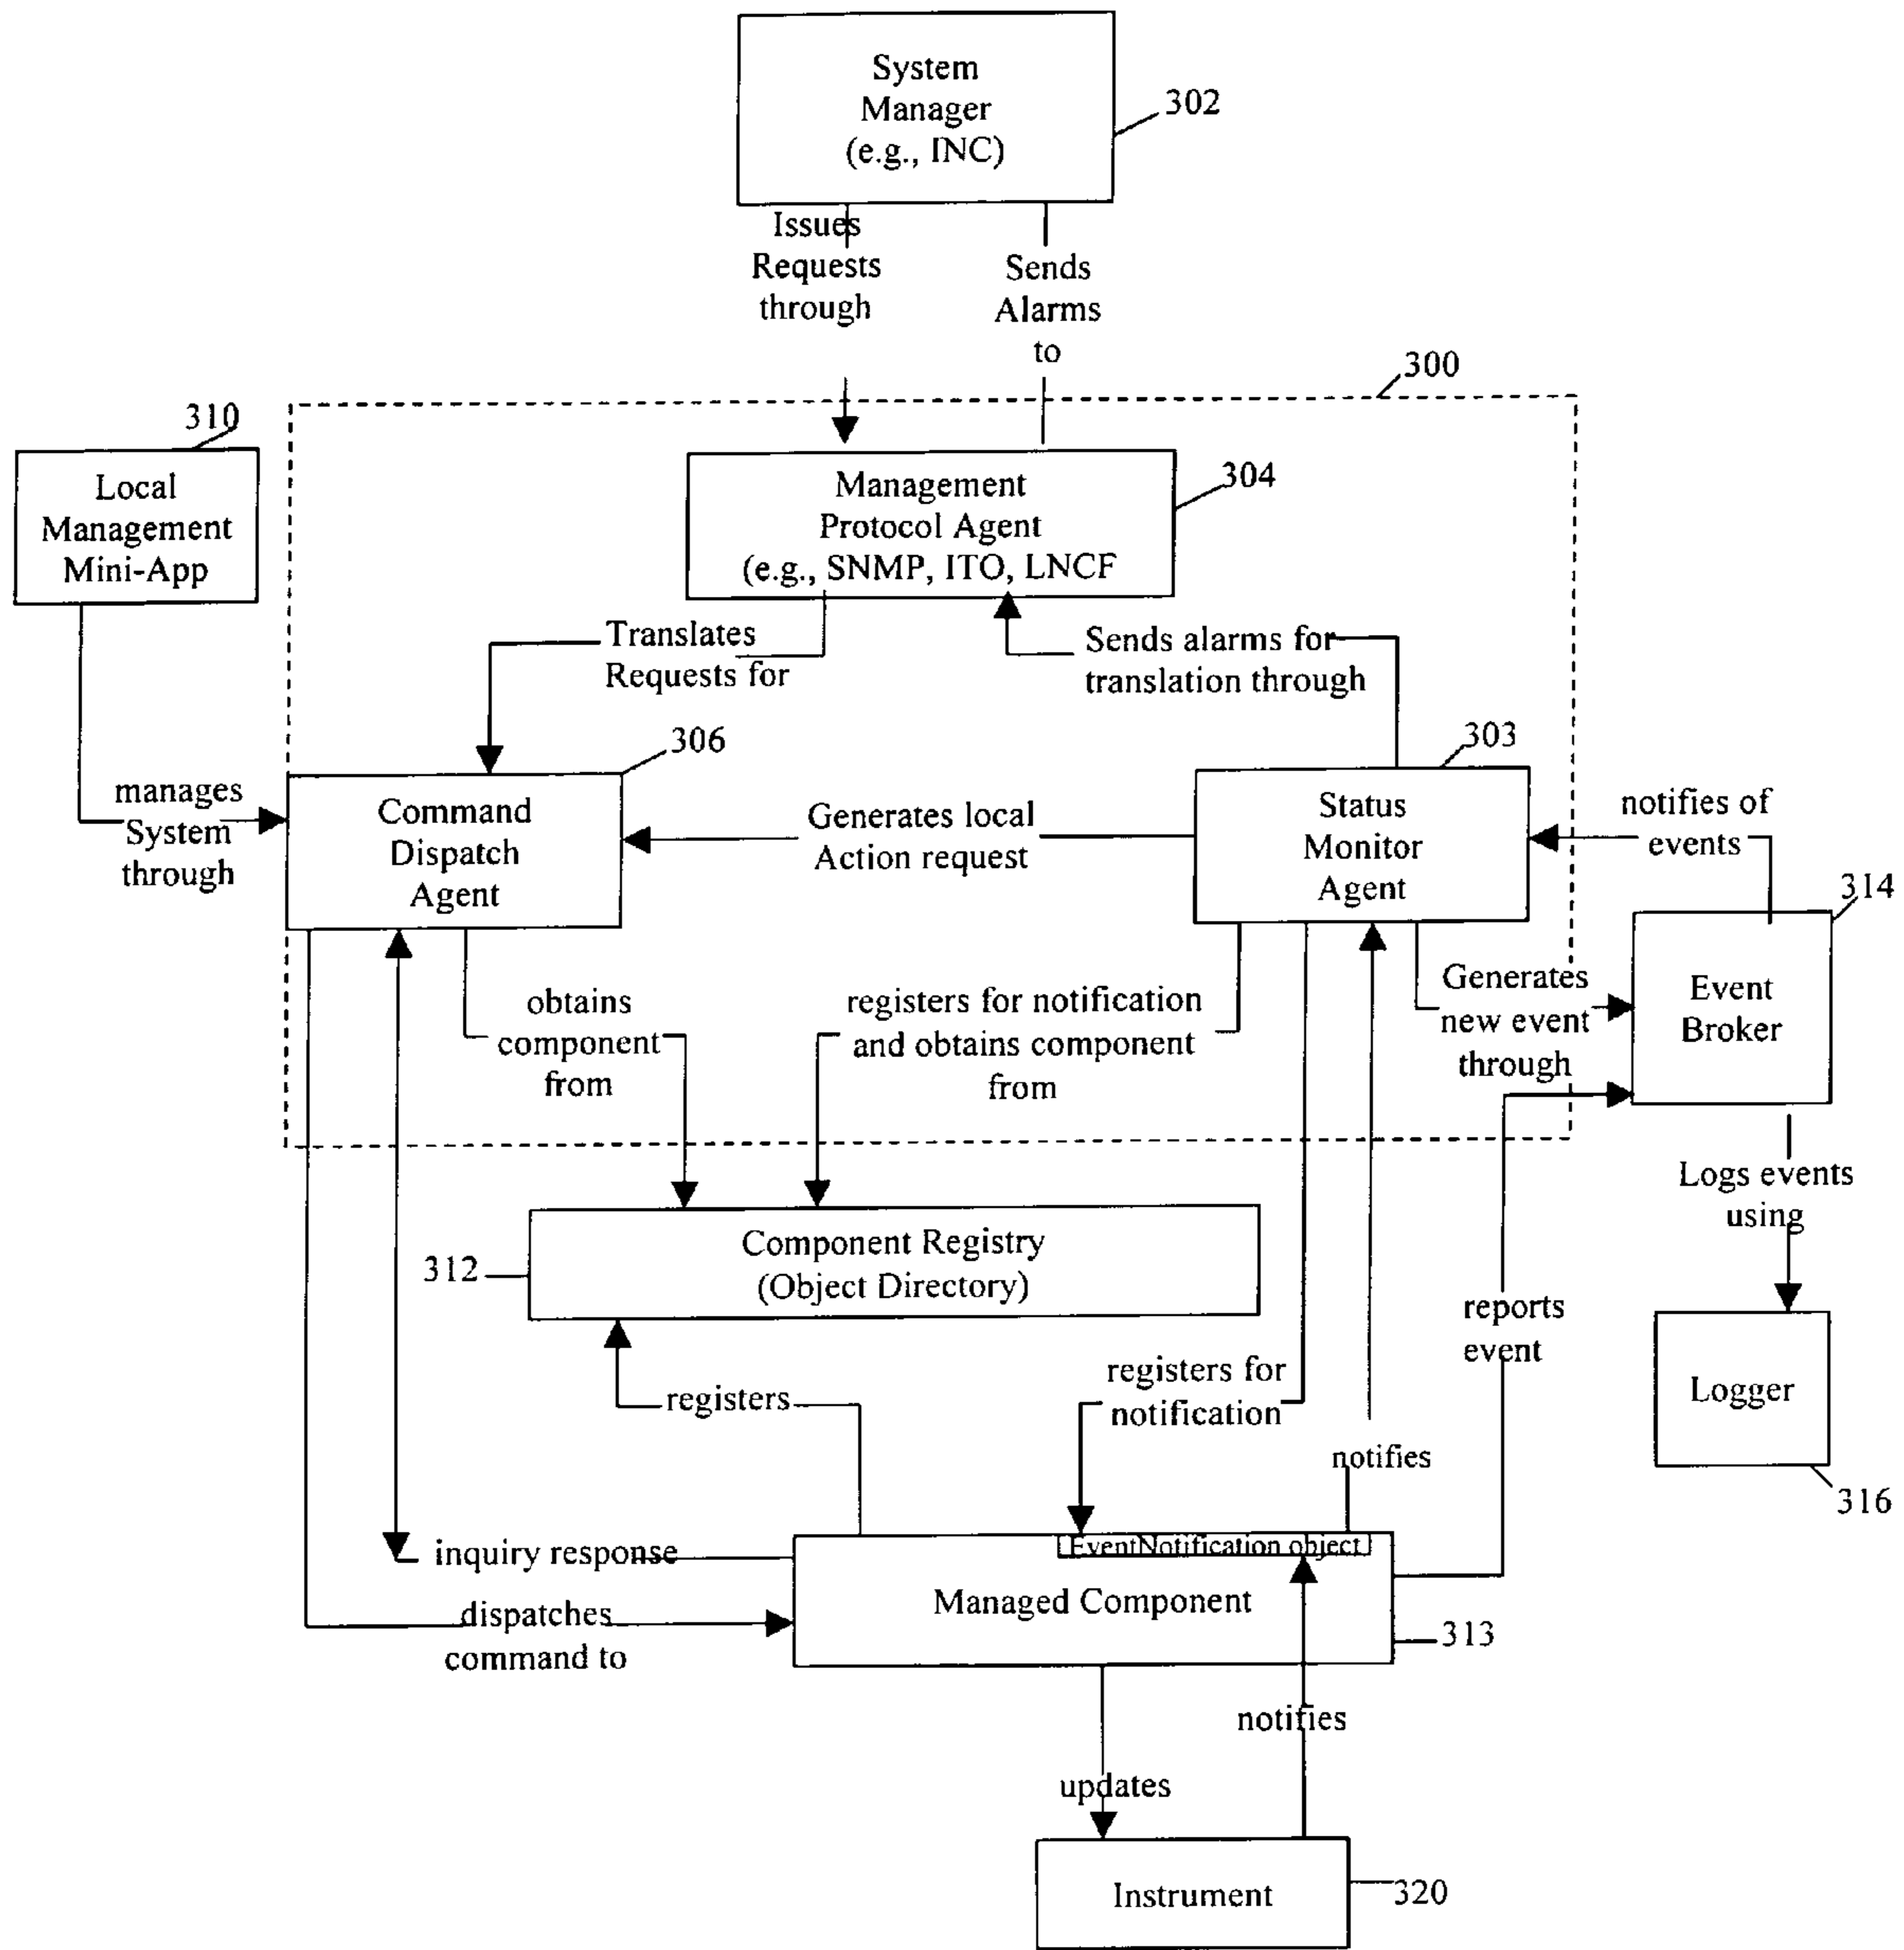 System
Manager
(e.g., INC)
302
Issues
Requests
through
Sends
Alarms
to
300
310
Local
Management
Mini-App
Management
Protocol Agent
(e.g., SNMP, ITO, LNCF
304
Translates
Requests for
Sends alarms for
translation through
306
303
manages
System
through
Command
Dispatch
Agent
Generates local
Action request
Status
Monitor
Agent
notifies of
events
314
obtains
component
from
registers for notification
and obtains component
from
Generates
new event
through
Event
Broker
Logs events
using
312
Component Registry
(Object Directory)
reports
event
Logger
316
registers
registers for
notification
notifies
inquiry response
EventNotification object
Managed Component
313
dispatches
command to
notifies
updates
Instrument
320